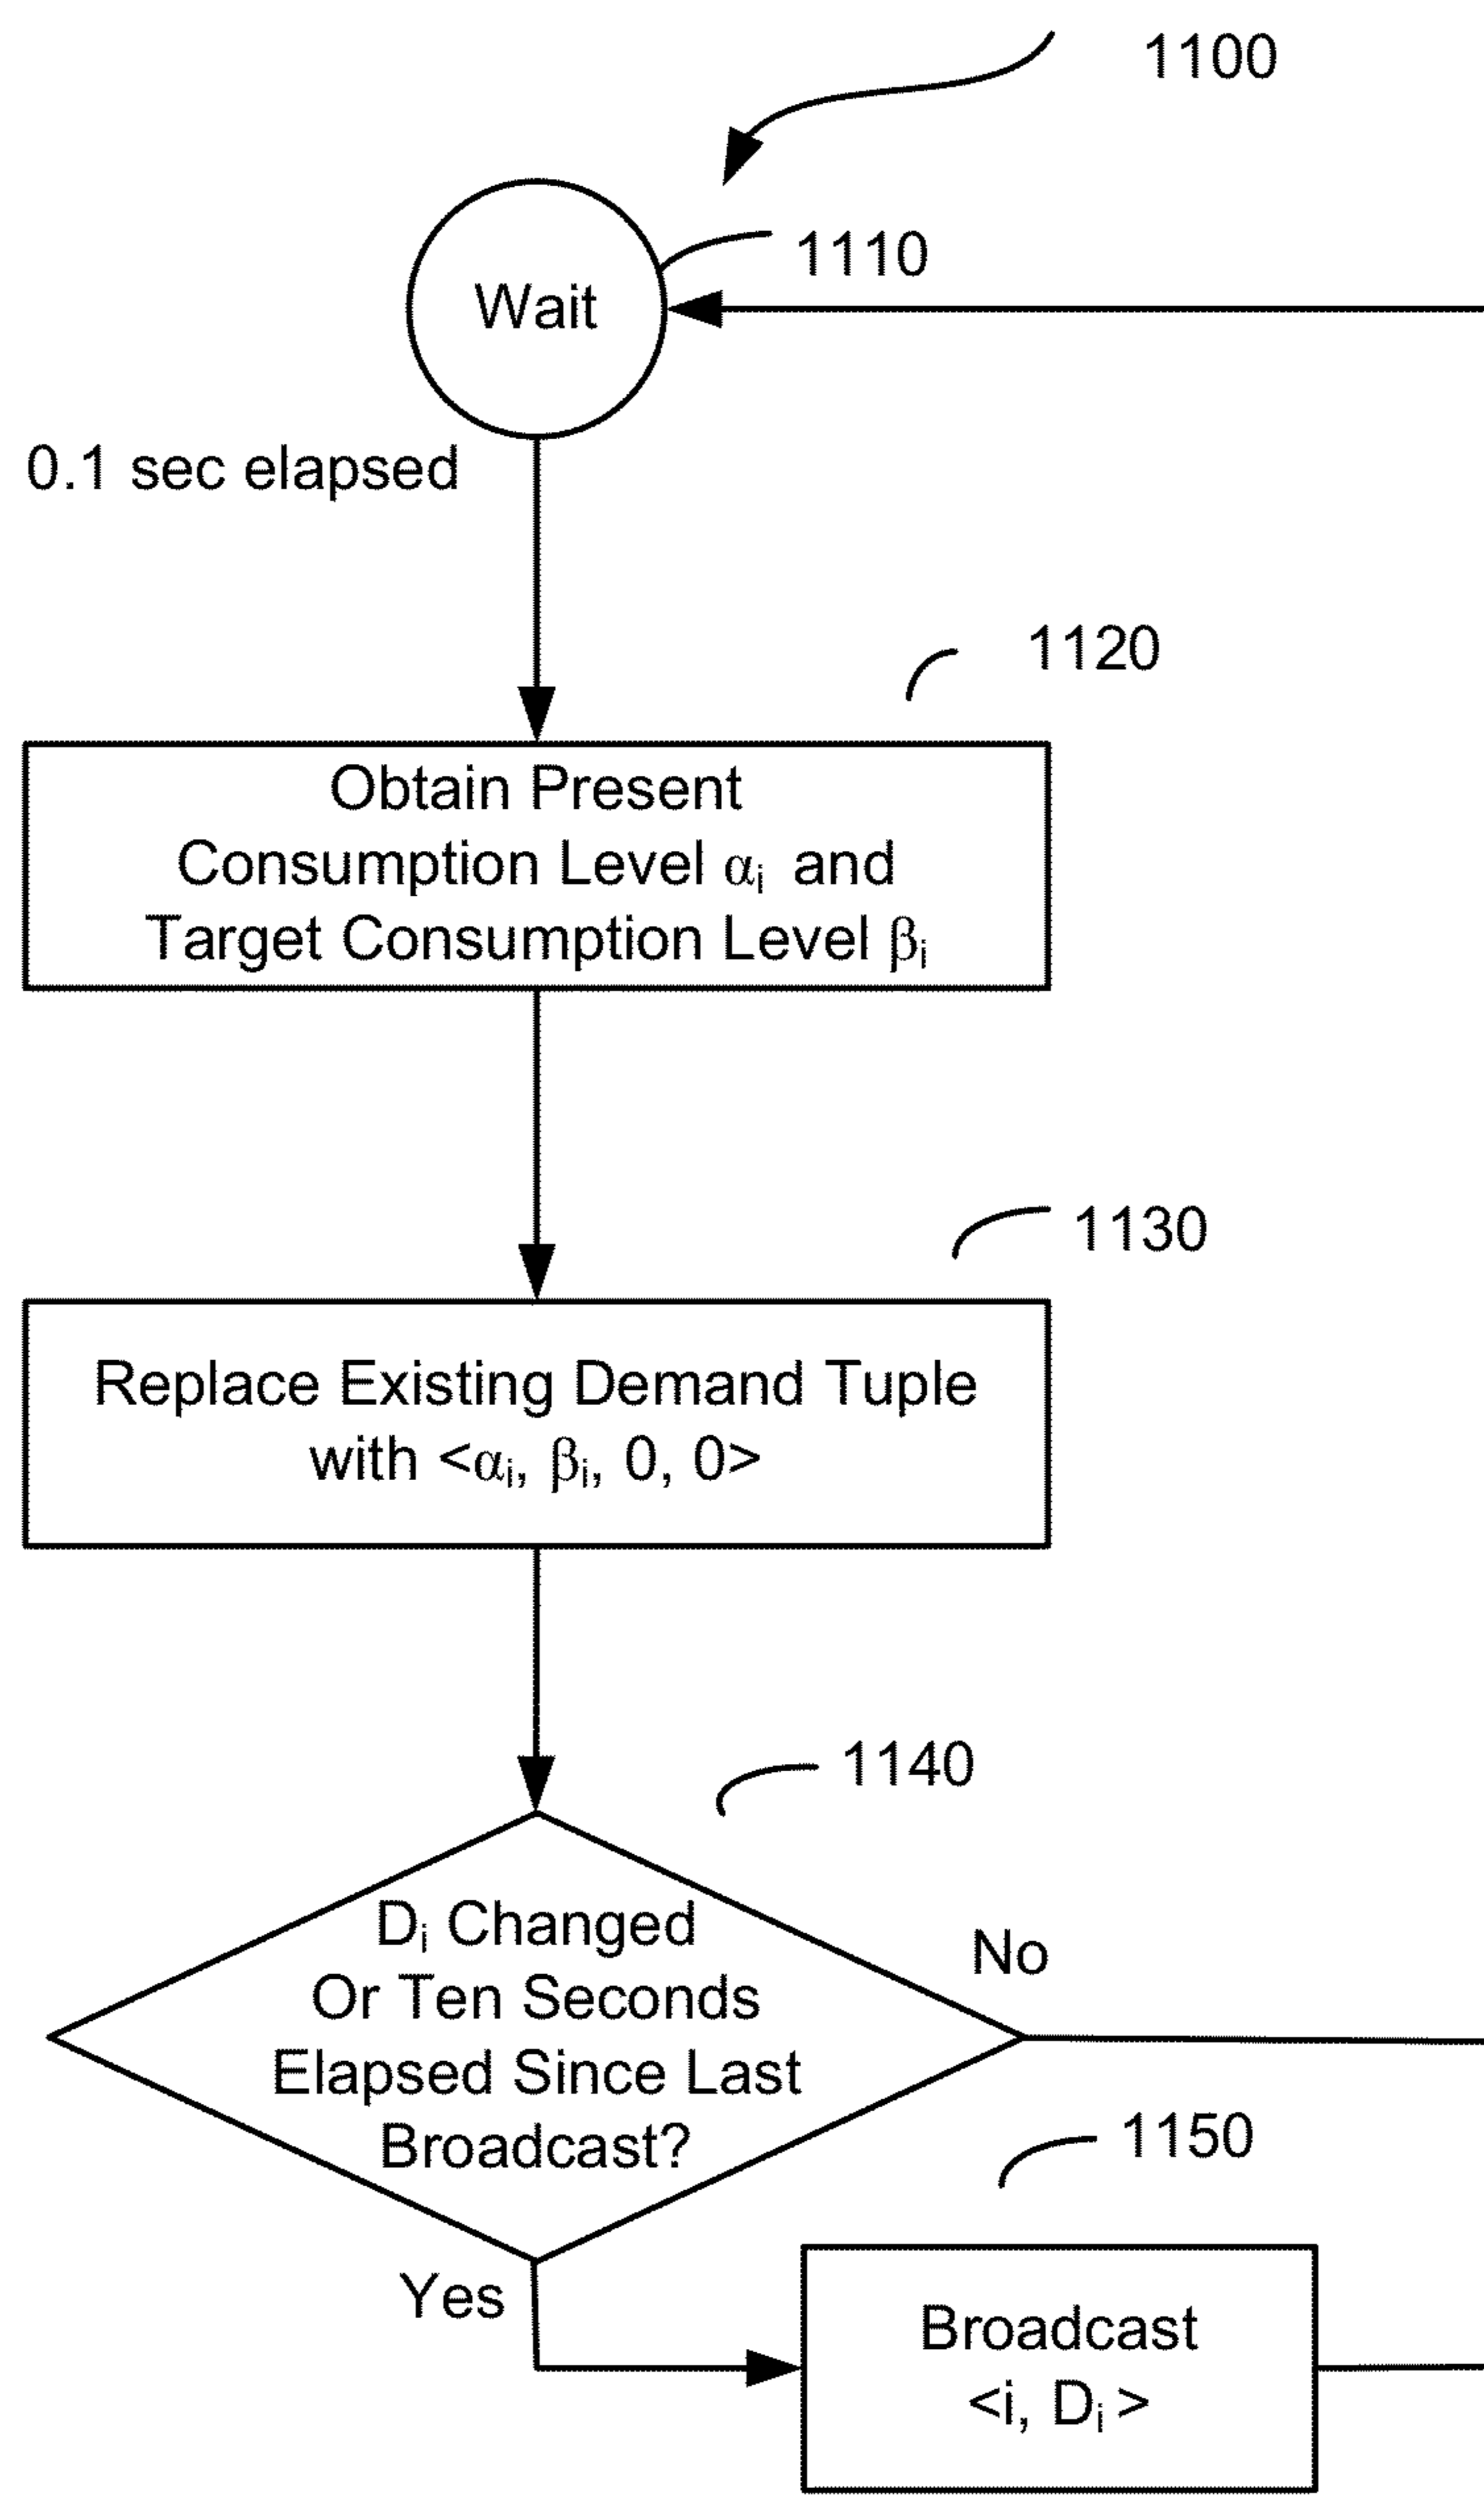 1100
1110
Wait
0.1 sec elapsed
1120
Obtain Present
Consumption Level αi and
Target Consumption Level βi
1130
Replace Existing Demand Tuple
with <αi, βi, 0, 0>
1140
Di Changed
Or Ten Seconds
Elapsed Since Last
Broadcast?
No
1150
Yes
Broadcast
<i, Di >